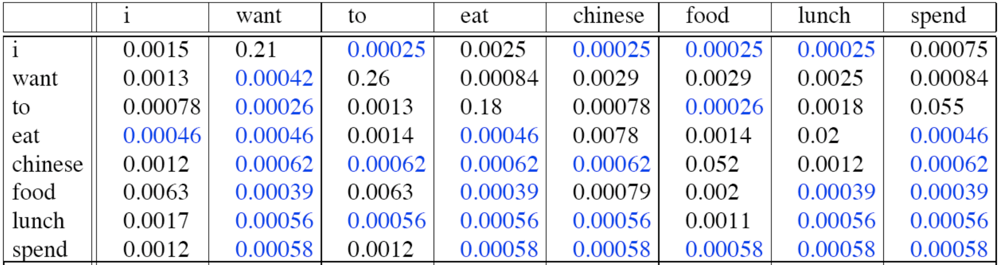 i want to eat chinese food lunch spend
i 0.0015 0.21 0.00025 0.0025 0.00025 0.00025 0.00025 0.00075
want 0.0013 0.00042 0.26 0.00084 0.0029 0.0029 0.0025 0.00084
to 0.00078 0.00026 0.0013 0.18 0.00078 0.00026 0.0018 0.055
eat 0.00046 0.00046 0.0014 0.00046 0.0078 0.0014 0.02 0.00046
chinese 0.0012 0.00062 0.00062 0.00062 0.00062 0.052 0.0012 0.00062
food 0.0063 0.00039 0.0063 0.00039 0.00079 0.002 0.00039 0.00039
lunch 0.0017 0.00056 0.00056 0.00056 0.00056 0.0011 0.00056 0.00056
spend 0.0012 0.00058 0.0012 0.00058 0.00058 0.00058 0.00058 0.00058